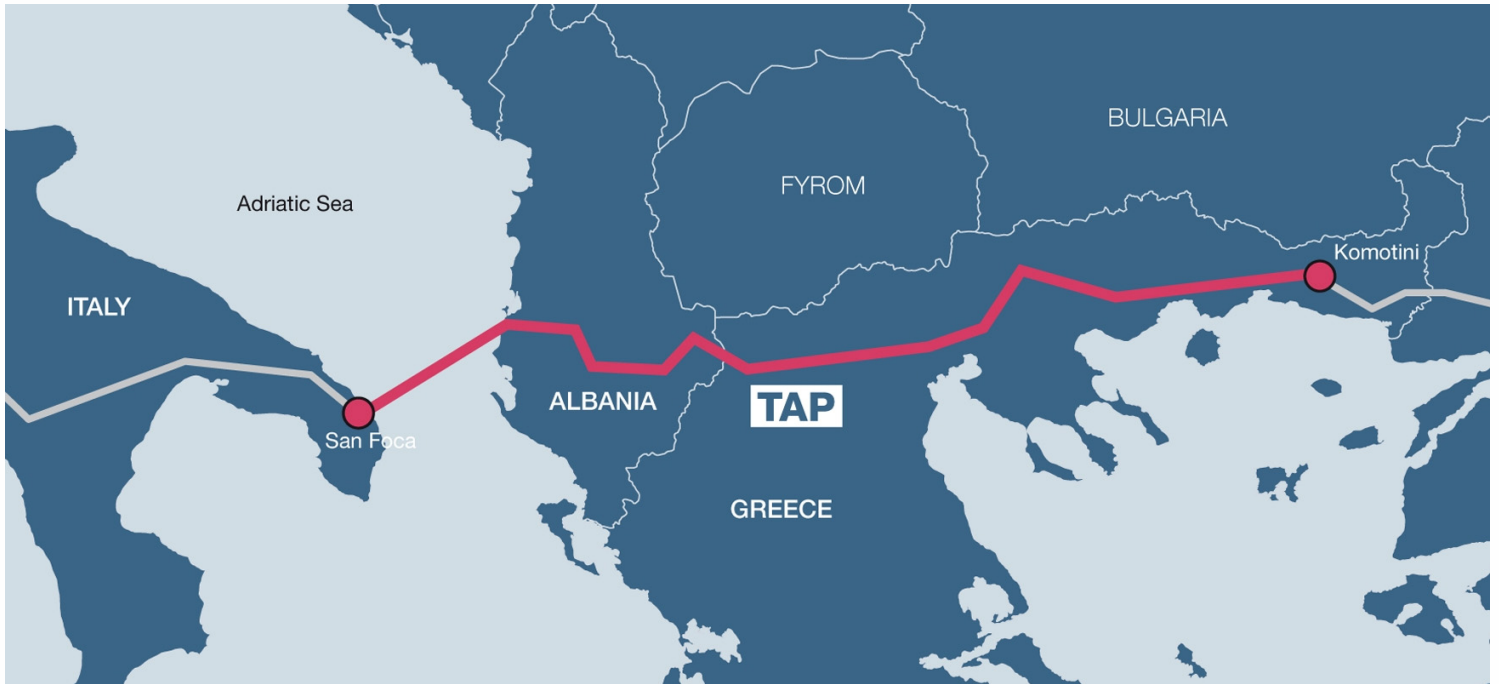 BULGARIA
FYROM
Adriatic Sea
Komotini
ITALY
ALBANIA
TAP
San Foca
GREECE